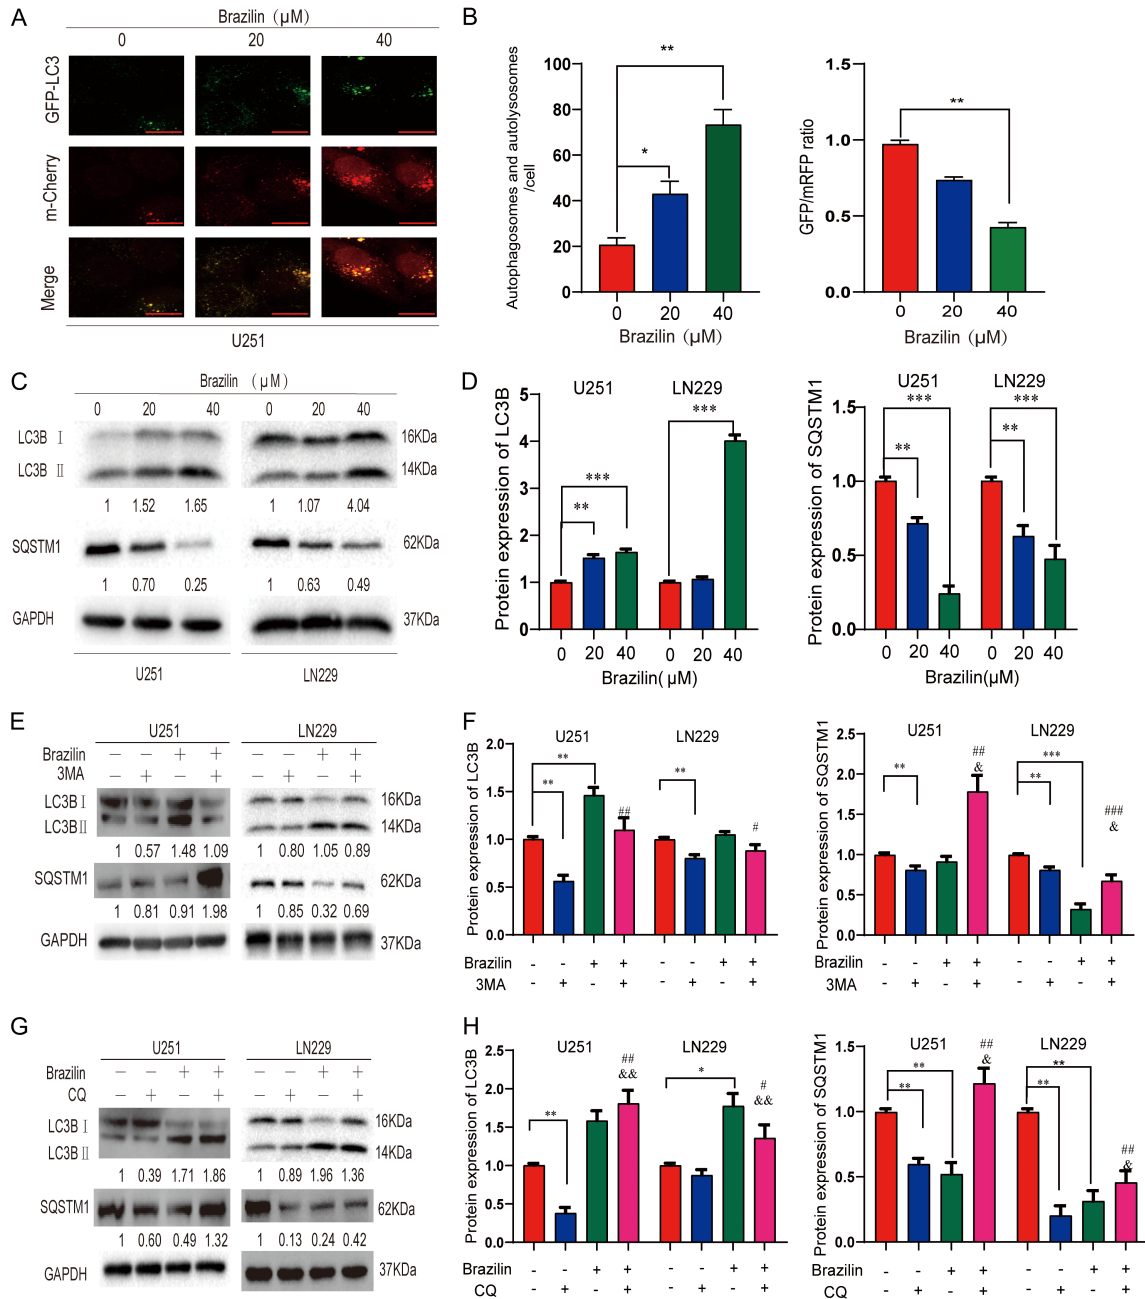 A
Brazilin (μM)
0 20 40
GFP-LC3
m-Cherry
Merge
U251
B
Autophagosomes and autolysosomes
/cell
100
80
60
40
20
0
** *
0 20 40
Brazilin (μM)
GFP/mRFP ratio
1.5
1.0
0.5
0.0
**
0 20 40
Brazilin (μM)
C
Brazilin (μM)
0 20 40 0 20 40
LC3B Ⅰ 16KDa
LC3B Ⅱ 14KDa
1 1.52 1.65 1 1.07 4.04
SQSTM1 62KDa
1 0.70 0.25 1 0.63 0.49
GAPDH 37KDa
U251 LN229
D
Protein expression of LC3B
U251 LN229
5
4
3
2
1
0
** *** ***
0 20 40 0 20 40
Brazilin( μM)
Protein expression of SQSTM1
U251 LN229
1.5
1.0
0.5
0.0
*** ** *** **
0 20 40 0 20 40
Brazilin(μM)
E
U251 LN229
Brazilin − − + + − − + +
3MA − + − + − + − +
LC3B Ⅰ 16KDa
LC3B Ⅱ 14KDa
1 0.57 1.48 1.09 1 0.80 1.05 0.89
SQSTM1 62KDa
1 0.81 0.91 1.98 1 0.85 0.32 0.69
GAPDH 37KDa
F
Protein expression of LC3B
U251 LN229
2.0
1.5
1.0
0.5
0.0
** ** ## ** #
Brazilin - - + + - - + +
3MA - + - + - + - +
Protein expression of SQSTM1
U251 LN229
2.5
2.0
1.5
1.0
0.5
0.0
** ## & *** ** ### &
Brazilin - - + + - - + +
3MA - + - + - + - +
G
U251 LN229
Brazilin − − + + − − + +
CQ − + − + − + − +
LC3B Ⅰ 16KDa
LC3B Ⅱ 14KDa
1 0.39 1.71 1.86 1 0.89 1.96 1.36
SQSTM1 62KDa
1 0.60 0.49 1.32 1 0.13 0.24 0.42
GAPDH 37KDa
H
Protein expression of LC3B
U251 LN229
2.5
2.0
1.5
1.0
0.5
0.0
** ## && * # &&
Brazilin - - + + - - + +
CQ - + - + - + - +
Protein expression of SQSTM1
U251 LN229
1.5
1.0
0.5
0.0
** ** ## & ** ** ## &
Brazilin - - + + - - + +
CQ - + - + - + - +